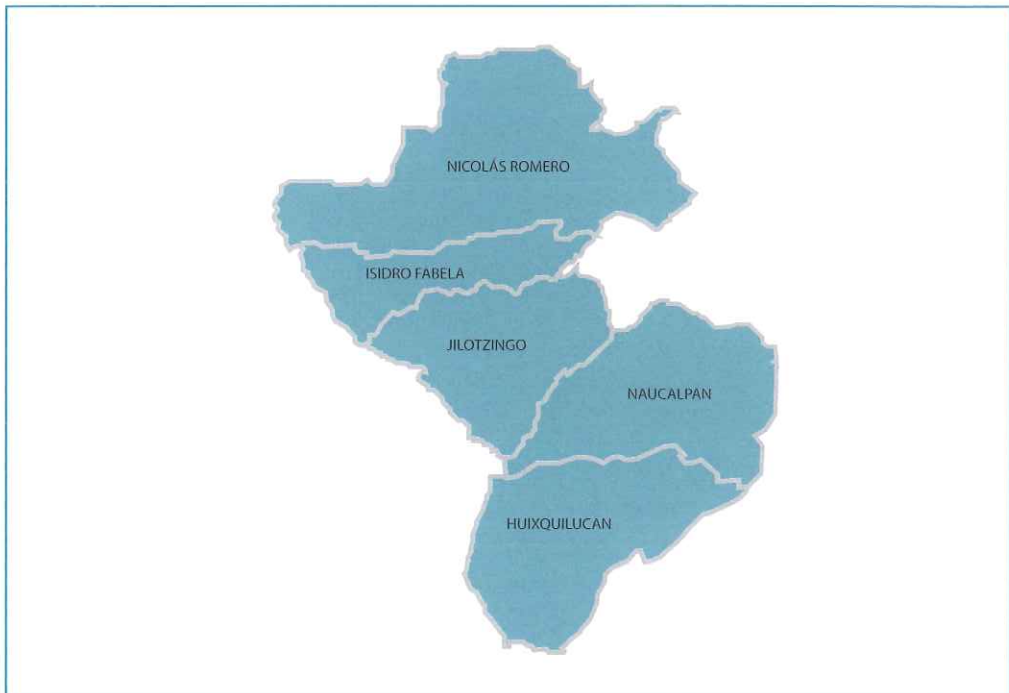 NICOLÁS ROMERO
ISIDRO FABELA
JILOTZINGO
NAUCALPAN
HUIXQUILUCAN